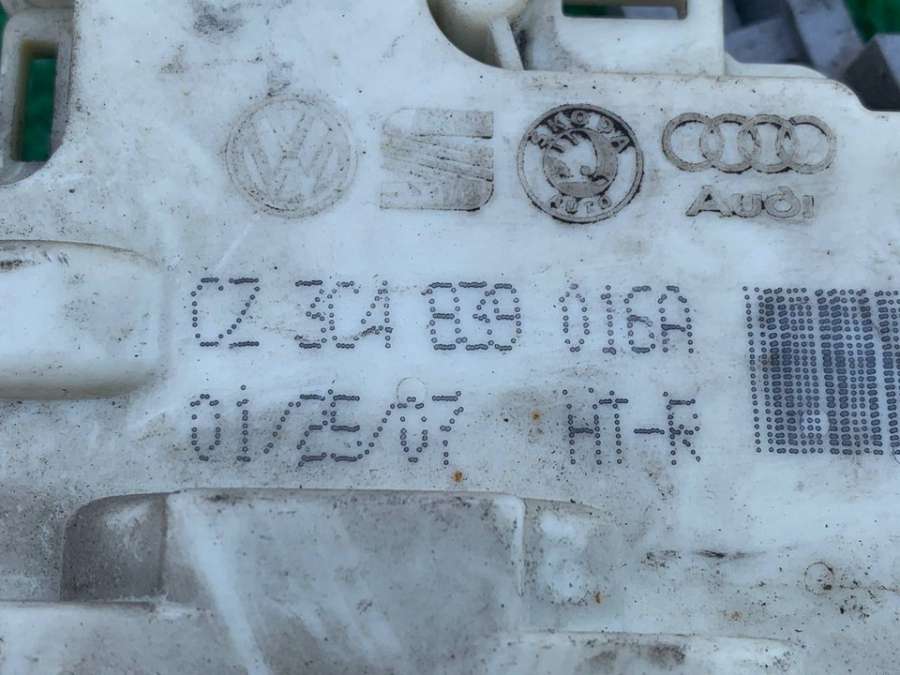 ŠKODA
AUTO
Audi
CZ 3C4 839 016A
01/25/07 HT-R